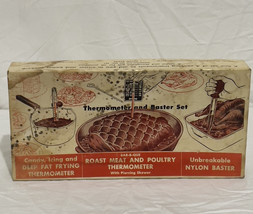 Thermometer and Baster Set
Candy, Icing and
DEEP FAT FRYING
THERMOMETER
ROAST MEAT AND POULTRY
THERMOMETER
With Piercing Skewer
Unbreakable
NYLON BASTER